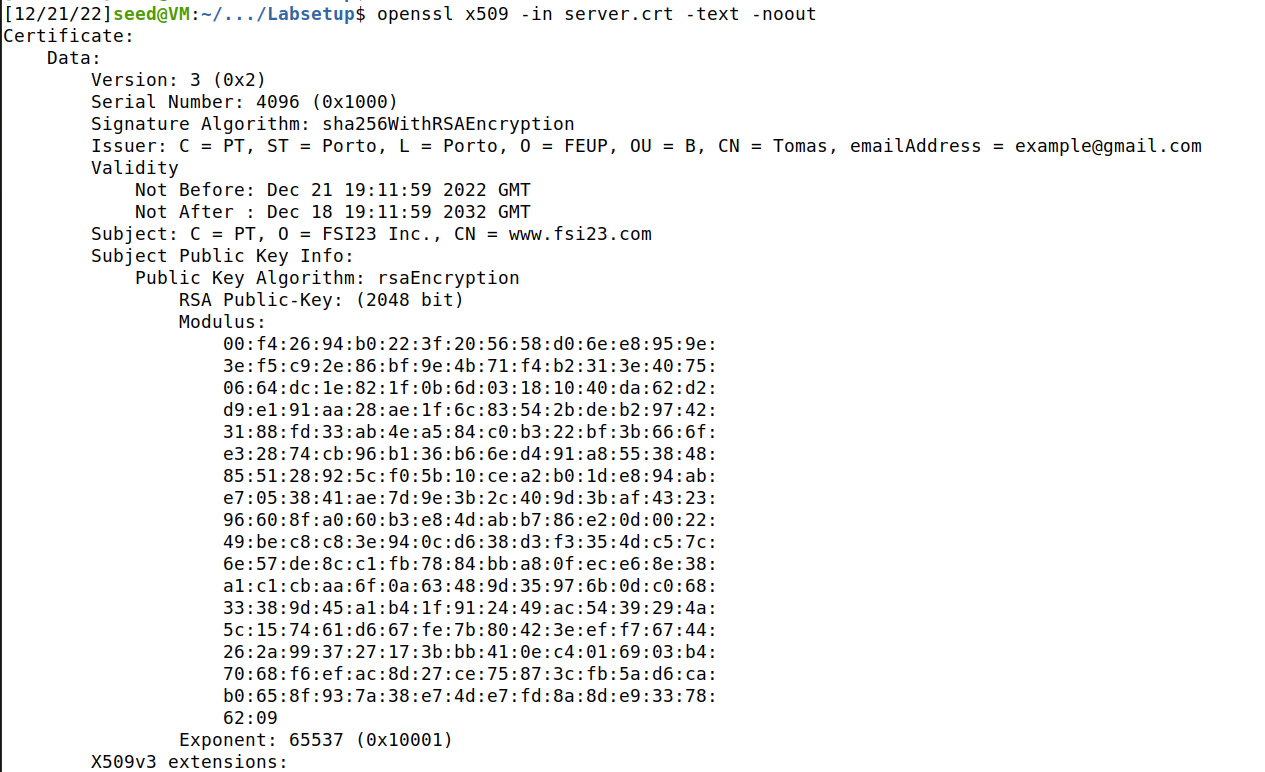 [12/21/22]seed@VM:~/.../Labsetup$ openssl x509 -in server.crt -text -noout
Certificate:
    Data:
        Version: 3 (0x2)
        Serial Number: 4096 (0x1000)
        Signature Algorithm: sha256WithRSAEncryption
        Issuer: C = PT, ST = Porto, L = Porto, O = FEUP, OU = B, CN = Tomas, emailAddress = example@gmail.com
        Validity
            Not Before: Dec 21 19:11:59 2022 GMT
            Not After : Dec 18 19:11:59 2032 GMT
        Subject: C = PT, O = FSI23 Inc., CN = www.fsi23.com
        Subject Public Key Info:
            Public Key Algorithm: rsaEncryption
                RSA Public-Key: (2048 bit)
                Modulus:
                    00:f4:26:94:b0:22:3f:20:56:58:d0:6e:e8:95:9e:
                    3e:f5:c9:2e:86:bf:9e:4b:71:f4:b2:31:3e:40:75:
                    06:64:dc:1e:82:1f:0b:6d:03:18:10:40:da:62:d2:
                    d9:e1:91:aa:28:ae:1f:6c:83:54:2b:de:b2:97:42:
                    31:88:fd:33:ab:4e:a5:84:c0:b3:22:bf:3b:66:6f:
                    e3:28:74:cb:96:b1:36:b6:6e:d4:91:a8:55:38:48:
                    85:51:28:92:5c:f0:5b:10:ce:a2:b0:1d:e8:94:ab:
                    e7:05:38:41:ae:7d:9e:3b:2c:40:9d:3b:af:43:23:
                    96:60:8f:a0:60:b3:e8:4d:ab:b7:86:e2:0d:00:22:
                    49:be:c8:c8:3e:94:0c:d6:38:d3:f3:35:4d:c5:7c:
                    6e:57:de:8c:c1:fb:78:84:bb:a8:0f:ec:e6:8e:38:
                    a1:c1:cb:aa:6f:0a:63:48:9d:35:97:6b:0d:c0:68:
                    33:38:9d:45:a1:b4:1f:91:24:49:ac:54:39:29:4a:
                    5c:15:74:61:d6:67:fe:7b:80:42:3e:ef:f7:67:44:
                    26:2a:99:37:27:17:3b:bb:41:0e:c4:01:69:03:b4:
                    70:68:f6:ef:ac:8d:27:ce:75:87:3c:fb:5a:d6:ca:
                    b0:65:8f:93:7a:38:e7:4d:e7:fd:8a:8d:e9:33:78:
                    62:09
                Exponent: 65537 (0x10001)
        X509v3 extensions: